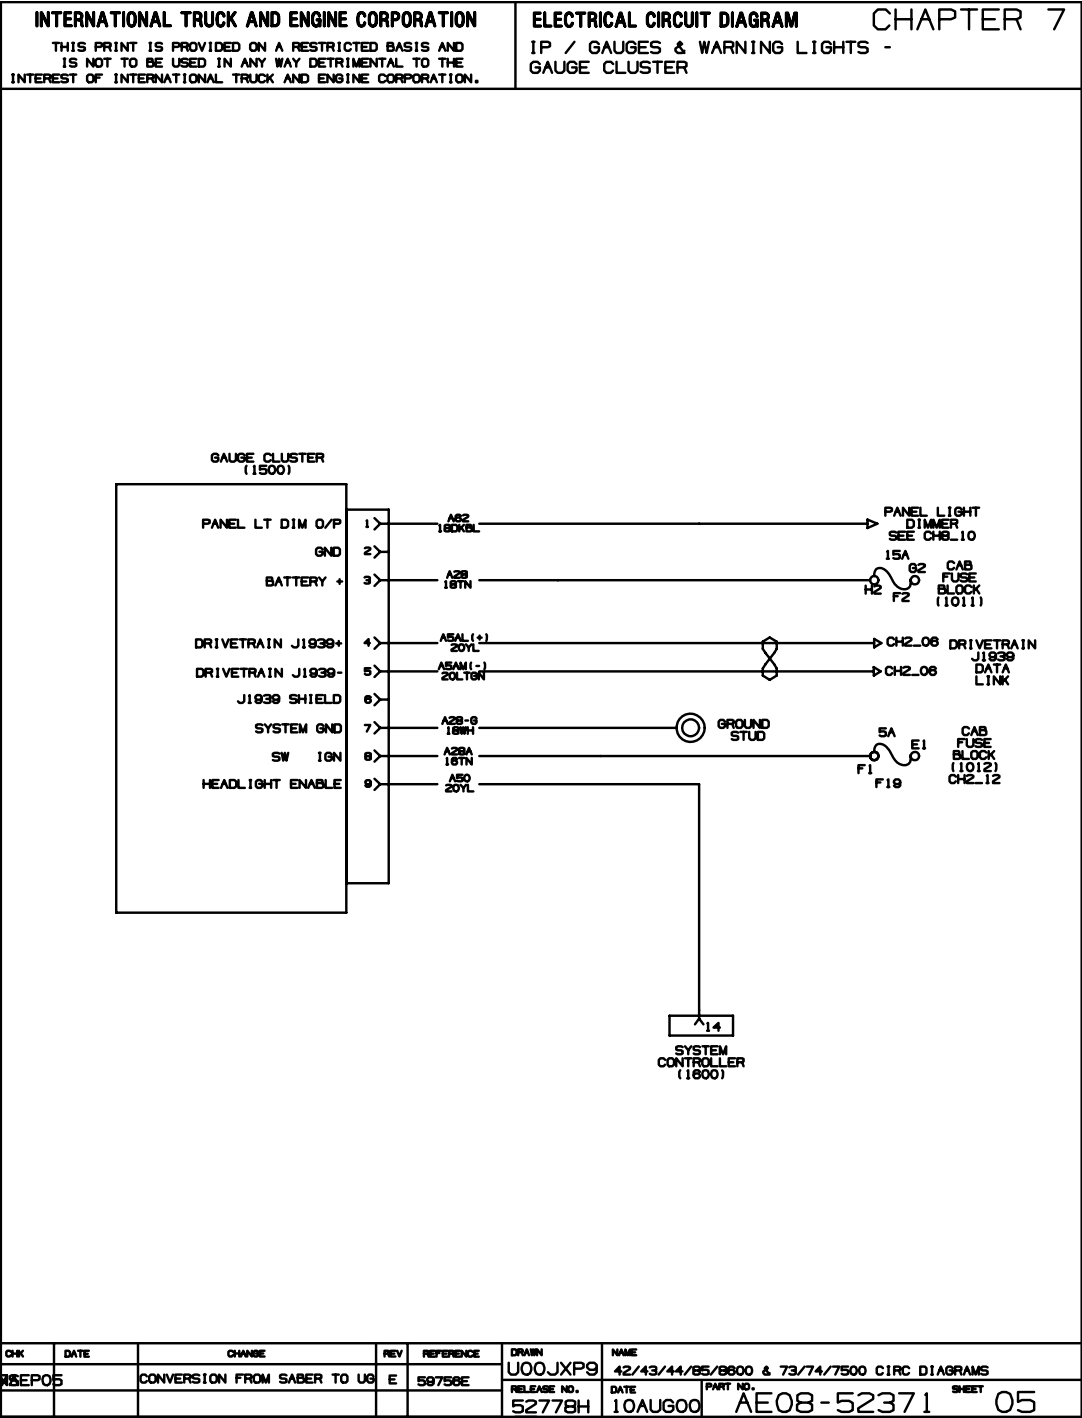 INTERNATIONAL TRUCK AND ENGINE CORPORATION
THIS PRINT IS PROVIDED ON A RESTRICTED BASIS AND
IS NOT TO BE USED IN ANY WAY DETRIMENTAL TO THE
INTEREST OF INTERNATIONAL TRUCK AND ENGINE CORPORATION.
ELECTRICAL CIRCUIT DIAGRAM
CHAPTER 7
IP / GAUGES & WARNING LIGHTS -
GAUGE CLUSTER
GAUGE CLUSTER
(1500)
PANEL LT DIM O/P 1
A62
18DKBL
PANEL LIGHT
DIMMER
SEE CH8_10
GND 2
BATTERY + 3
A28
18TN
15A
H2
F2
G2
CAB
FUSE
BLOCK
(1011)
DRIVETRAIN J1939+ 4
A5AL(+)
20YL
CH2_06
DRIVETRAIN J1939- 5
A5AM(-)
20LTGN
CH2_06
DRIVETRAIN
J1939
DATA
LINK
J1939 SHIELD 6
SYSTEM GND 7
A28-G
18WH
GROUND
STUD
SW IGN 8
A28A
16TN
5A
F1
E1
F19
CAB
FUSE
BLOCK
(1012)
CH2_12
HEADLIGHT ENABLE 9
A50
20YL
14
SYSTEM
CONTROLLER
(1600)
CHK DATE CHANGE REV REFERENCE
SEP05 CONVERSION FROM SABER TO UG E 59756E
DRAWN
U00JXP9
NAME
42/43/44/85/8600 & 73/74/7500 CIRC DIAGRAMS
RELEASE NO.
52778H
DATE
10AUG00
PART NO.
AE08-52371
SHEET
05